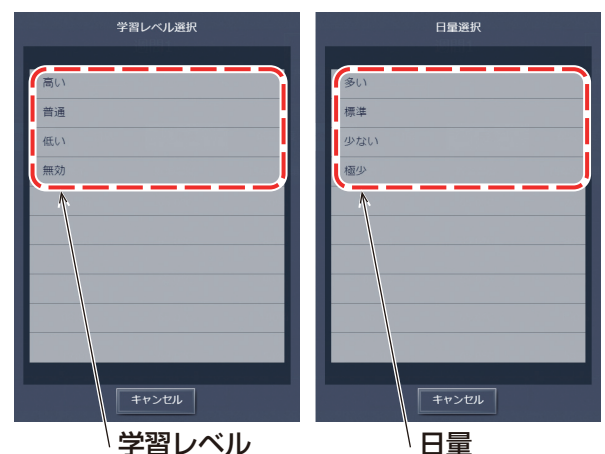 学習レベル選択
高い
普通
低い
無効
キャンセル
学習レベル
日量選択
多い
標準
少ない
極少
キャンセル
日量